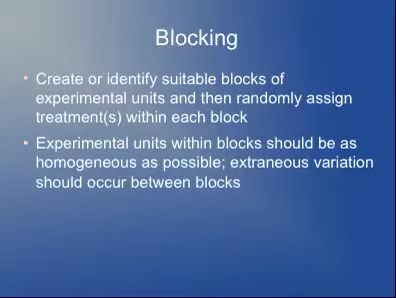 Blocking
• Create or identify suitable blocks of
experimental units and then randomly assign
treatment(s) within each block
• Experimental units within blocks should be as
homogeneous as possible; extraneous variation
should occur between blocks